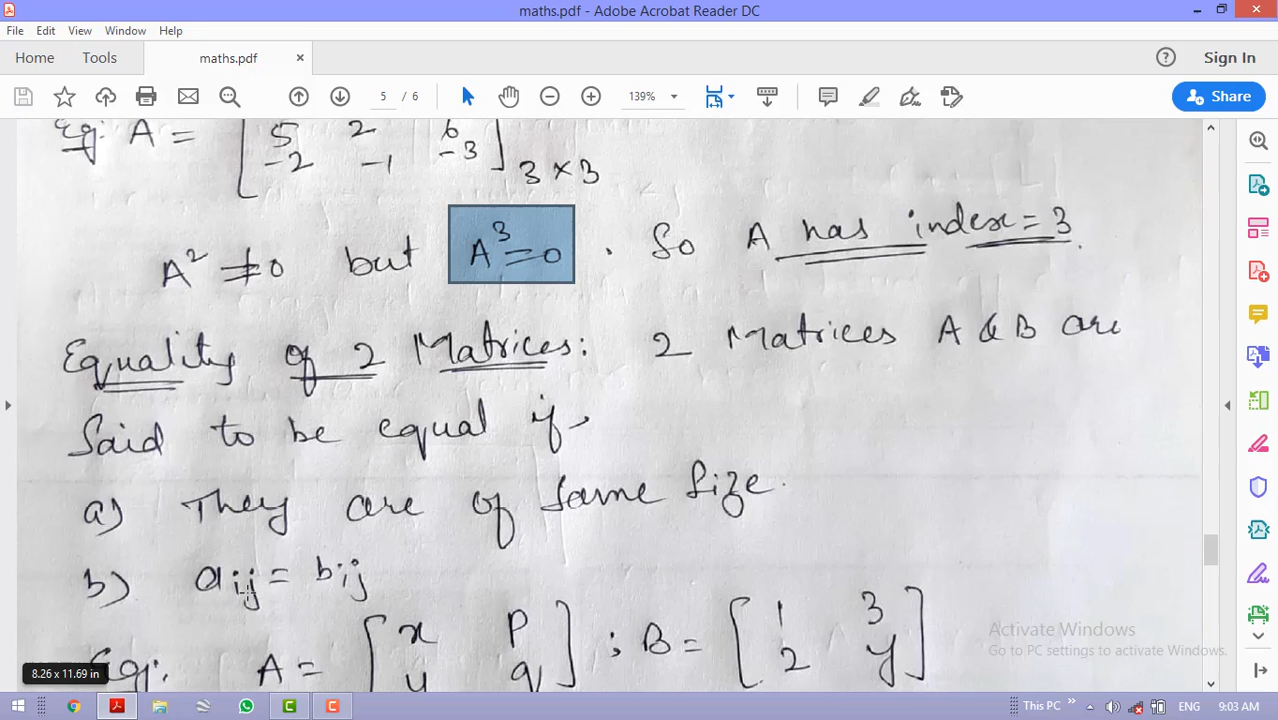 maths.pdf - Adobe Acrobat Reader DC
File Edit View Window Help
Home Tools maths.pdf × Sign In
5 / 6 139% Share
Eg: A = [ 5 2 6
-2 -1 -3 ] 3 × 3
A² ≠ 0 but A³ = 0 . So A has index = 3.
Equality of 2 Matrices: 2 Matrices A & B are
Said to be equal if,
a) They are of Same Size.
b) aij = bij
Eg: A = [ x p ; B = [ 1 3
y q ] 2 y ]
Activate Windows
Go to PC settings to activate Windows.
8.26 x 11.69 in
This PC » ENG 9:03 AM